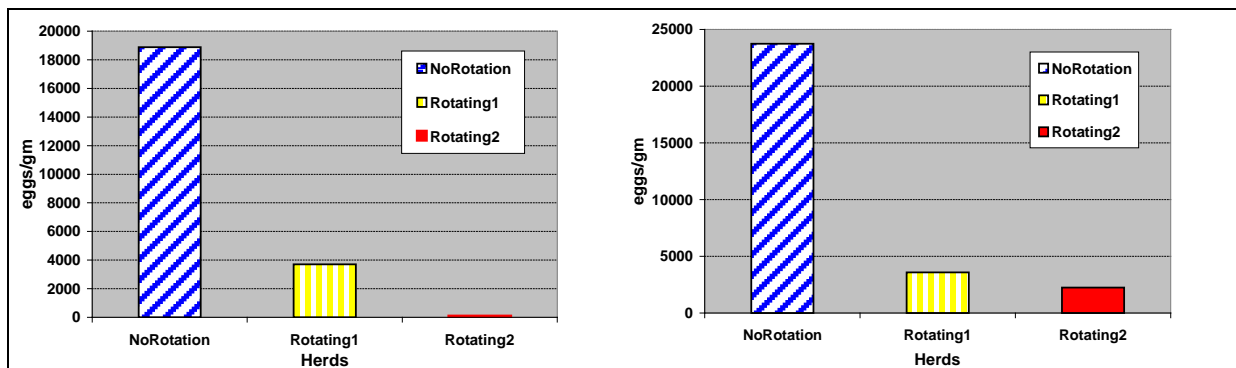 20000
18000
16000
14000
12000
10000
8000
6000
4000
2000
0
eggs/gm
NoRotation
Rotating1
Rotating2
NoRotation Rotating1 Rotating2
Herds
25000
20000
15000
10000
5000
0
eggs/gm
NoRotation
Rotating1
Rotating2
NoRotation Rotating1 Rotating2
Herds